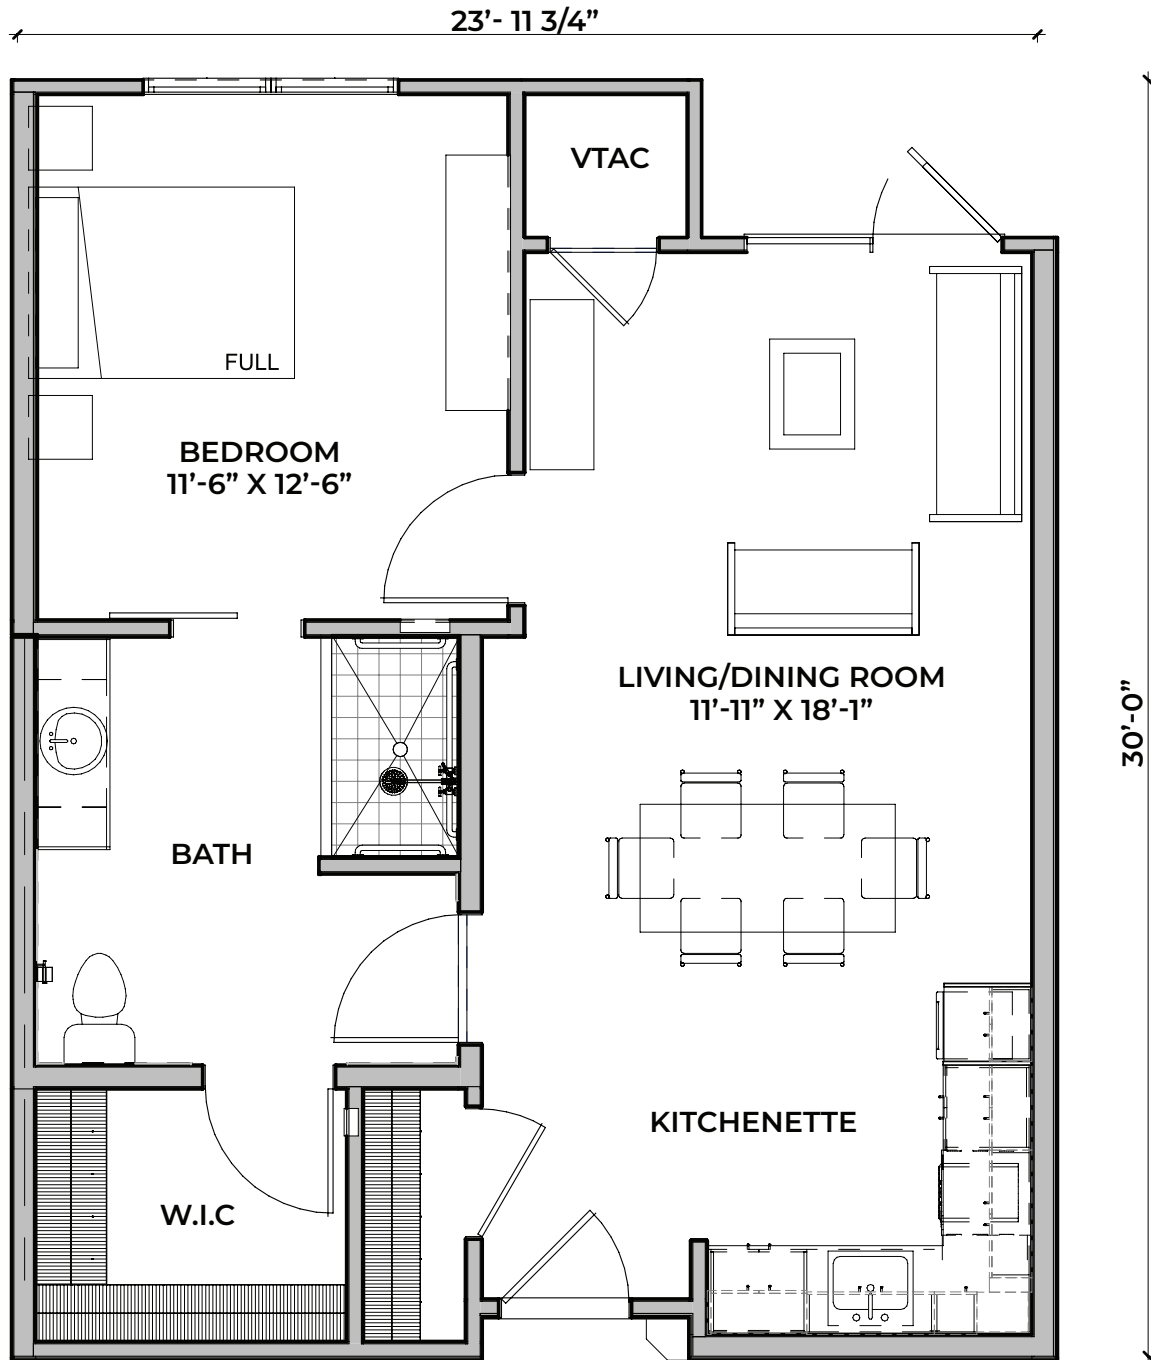 23’- 11 3/4”
VTAC
FULL
BEDROOM
11’-6” X 12’-6”
LIVING/DINING ROOM
11’-11” X 18’-1”
30’-0”
BATH
KITCHENETTE
W.I.C